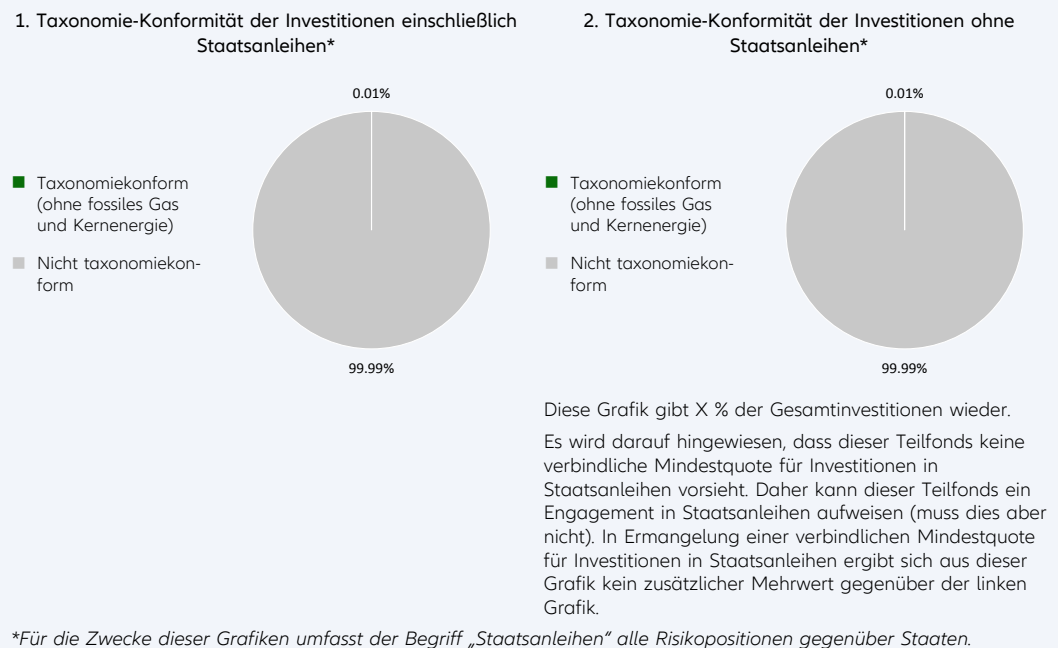 1. Taxonomie-Konformität der Investitionen einschließlich
Staatsanleihen*
0.01%
Taxonomiekonform
(ohne fossiles Gas
und Kernenergie)
Nicht taxonomiekon-
form
99.99%
2. Taxonomie-Konformität der Investitionen ohne
Staatsanleihen*
0.01%
Taxonomiekonform
(ohne fossiles Gas
und Kernenergie)
Nicht taxonomiekon-
form
99.99%
Diese Grafik gibt X % der Gesamtinvestitionen wieder.
Es wird darauf hingewiesen, dass dieser Teilfonds keine
verbindliche Mindestquote für Investitionen in
Staatsanleihen vorsieht. Daher kann dieser Teilfonds ein
Engagement in Staatsanleihen aufweisen (muss dies aber
nicht). In Ermangelung einer verbindlichen Mindestquote
für Investitionen in Staatsanleihen ergibt sich aus dieser
Grafik kein zusätzlicher Mehrwert gegenüber der linken
Grafik.
*Für die Zwecke dieser Grafiken umfasst der Begriff „Staatsanleihen“ alle Risikopositionen gegenüber Staaten.